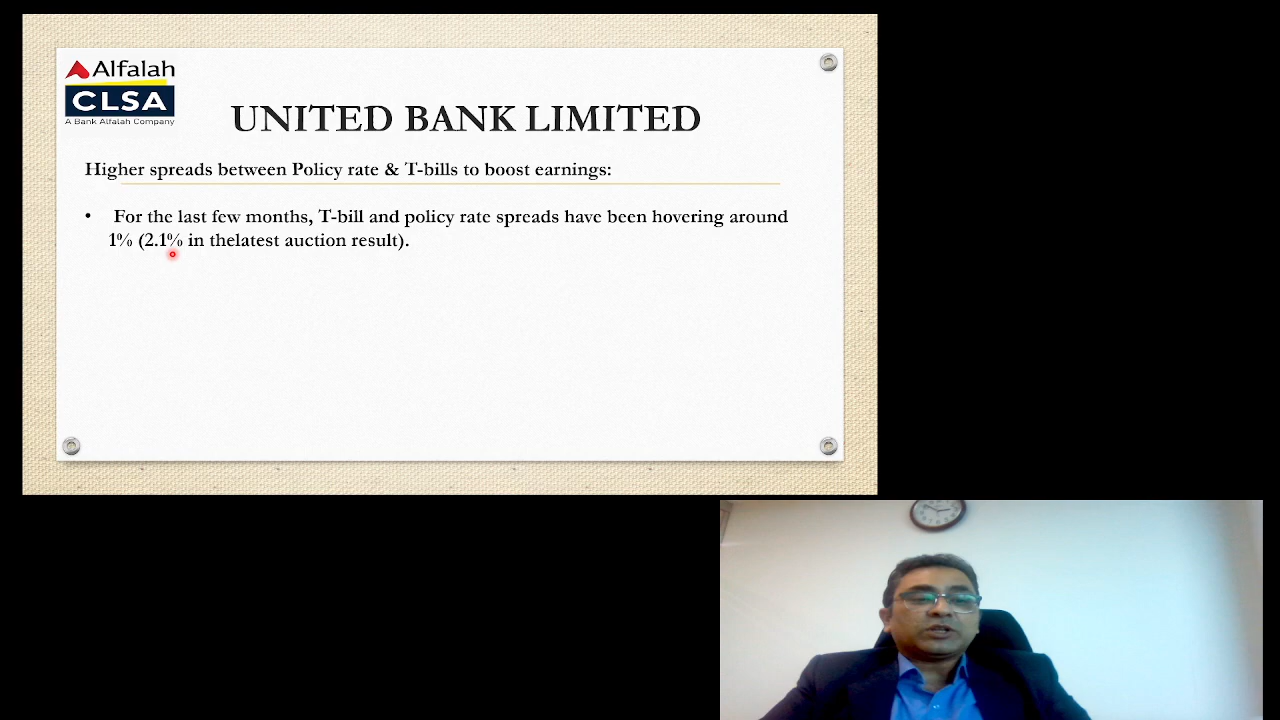 Alfalah
CLSA
A Bank Alfalah Company
UNITED BANK LIMITED
Higher spreads between Policy rate & T-bills to boost earnings:
• For the last few months, T-bill and policy rate spreads have been hovering around
1% (2.1% in thelatest auction result).